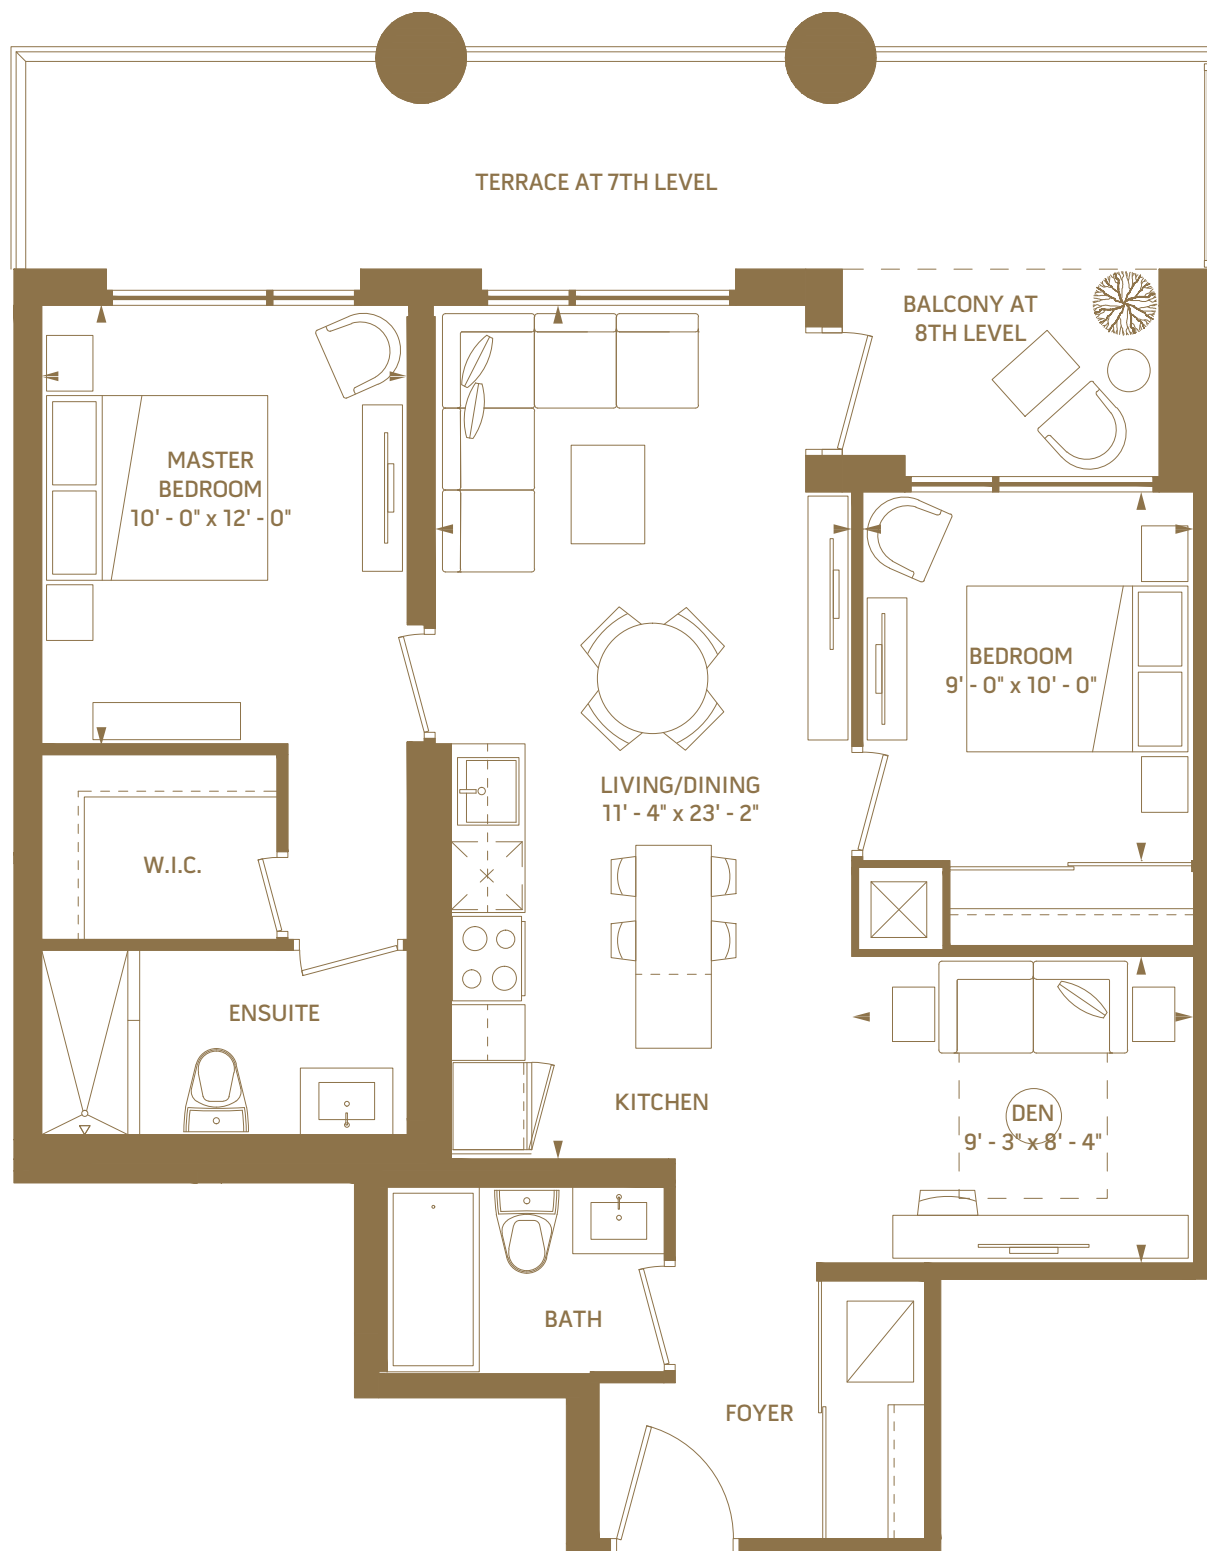 TERRACE AT 7TH LEVEL
BALCONY AT
8TH LEVEL
MASTER
BEDROOM
10' - 0" x 12' - 0"
BEDROOM
9' - 0" x 10' - 0"
LIVING/DINING
11' - 4" x 23' - 2"
W.I.C.
ENSUITE
KITCHEN
DEN
9' - 3" x 8' - 4"
BATH
FOYER